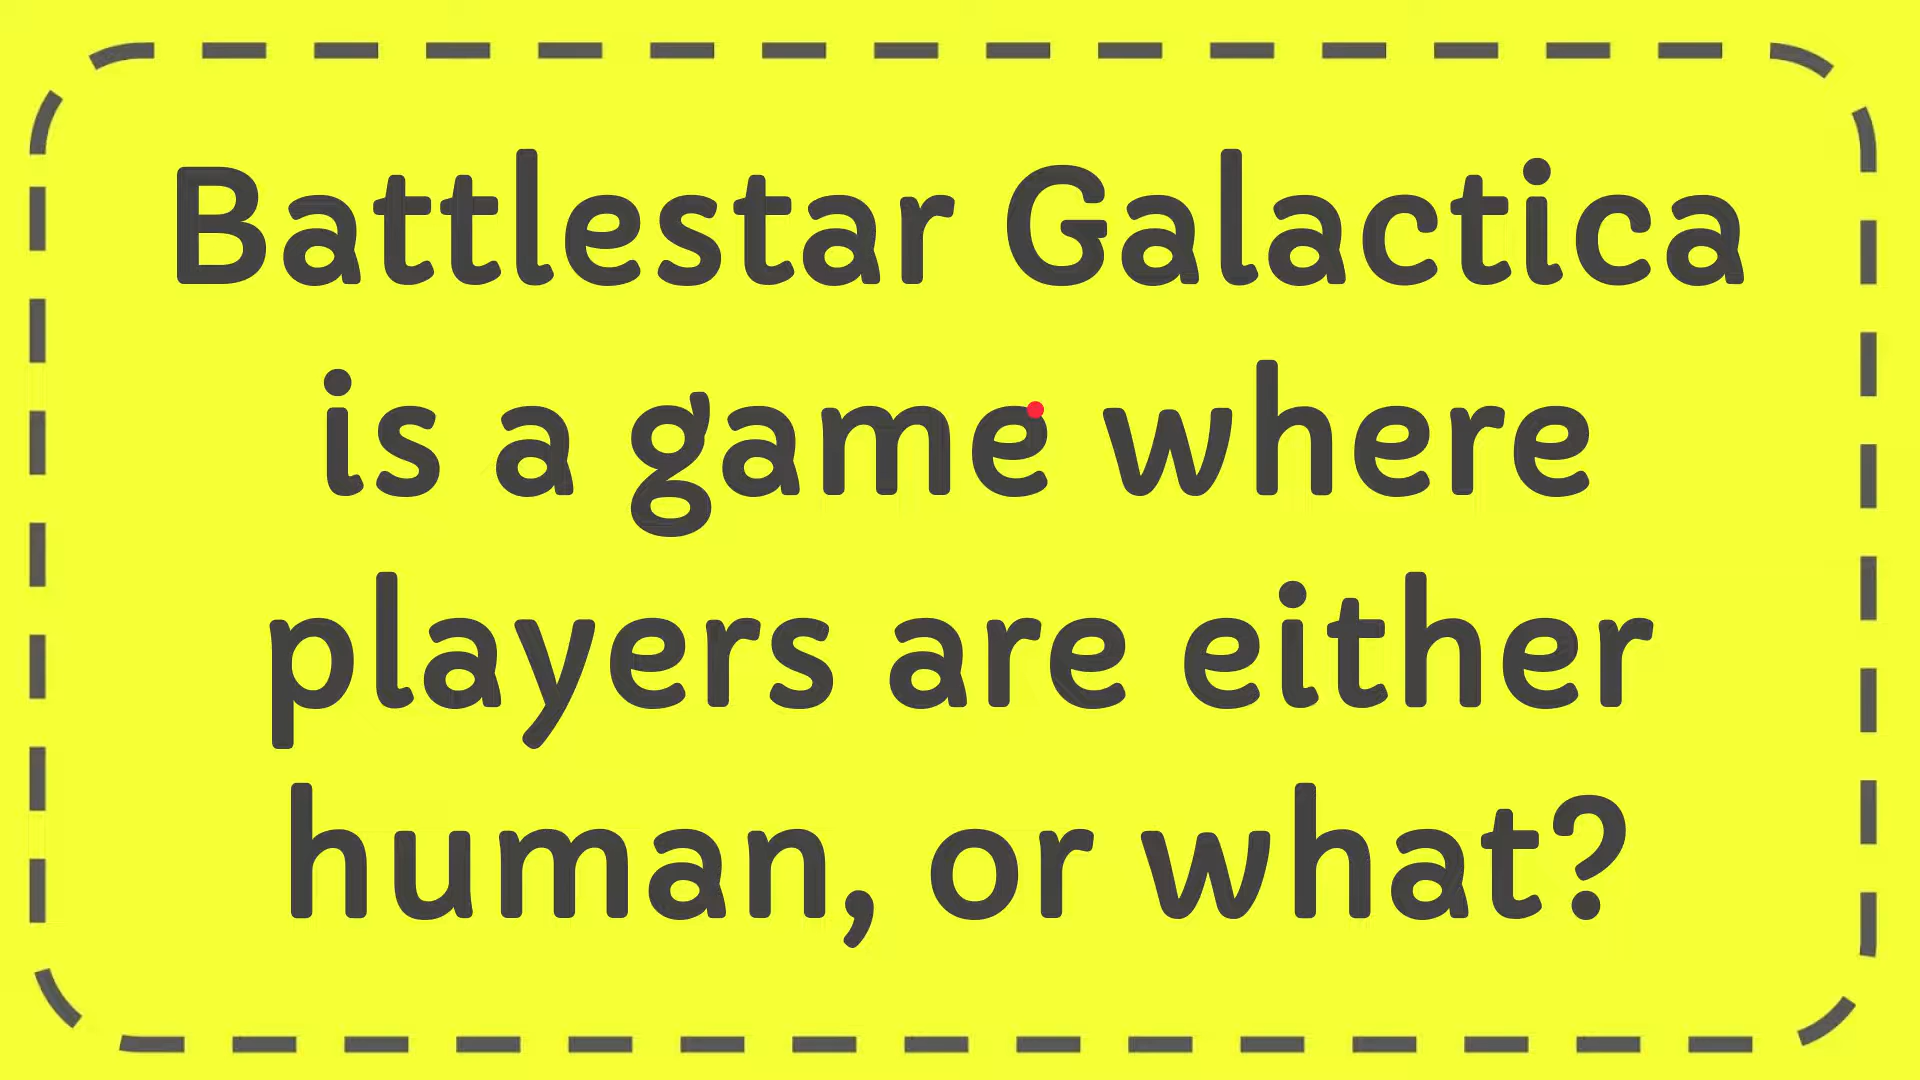 Battlestar Galactica
is a game where
players are either
human, or what?